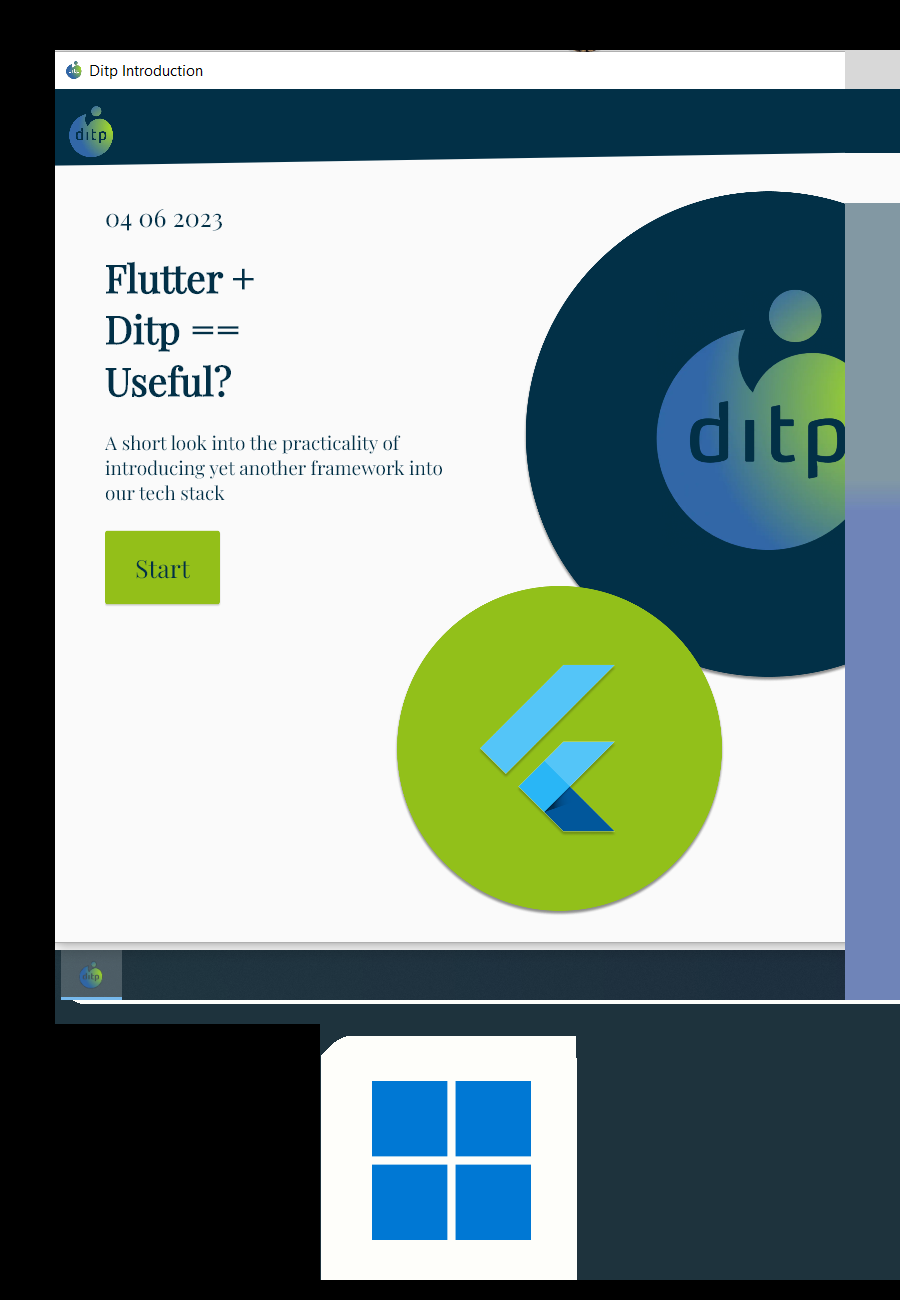 Ditp Introduction
ditp
04 06 2023
Flutter +
Ditp ==
Useful?
ditp
A short look into the practicality of
introducing yet another framework into
our tech stack
Start